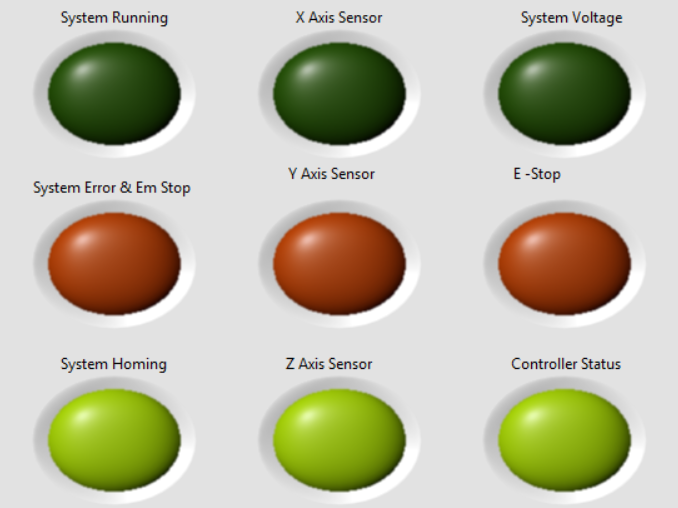 System Running
X Axis Sensor
System Voltage
System Error & Em Stop
Y Axis Sensor
E -Stop
System Homing
Z Axis Sensor
Controller Status